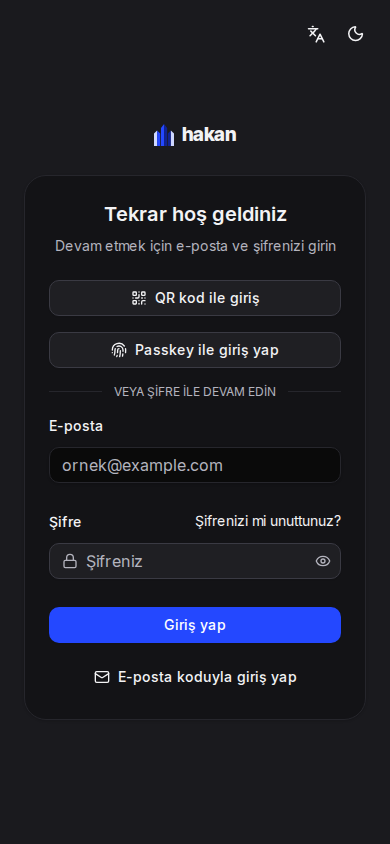 hakan
Tekrar hoş geldiniz
Devam etmek için e-posta ve şifrenizi girin
QR kod ile giriş
Passkey ile giriş yap
VEYA ŞİFRE İLE DEVAM EDİN
E-posta
ornek@example.com
Şifre Şifrenizi mi unuttunuz?
Şifreniz
Giriş yap
E-posta koduyla giriş yap